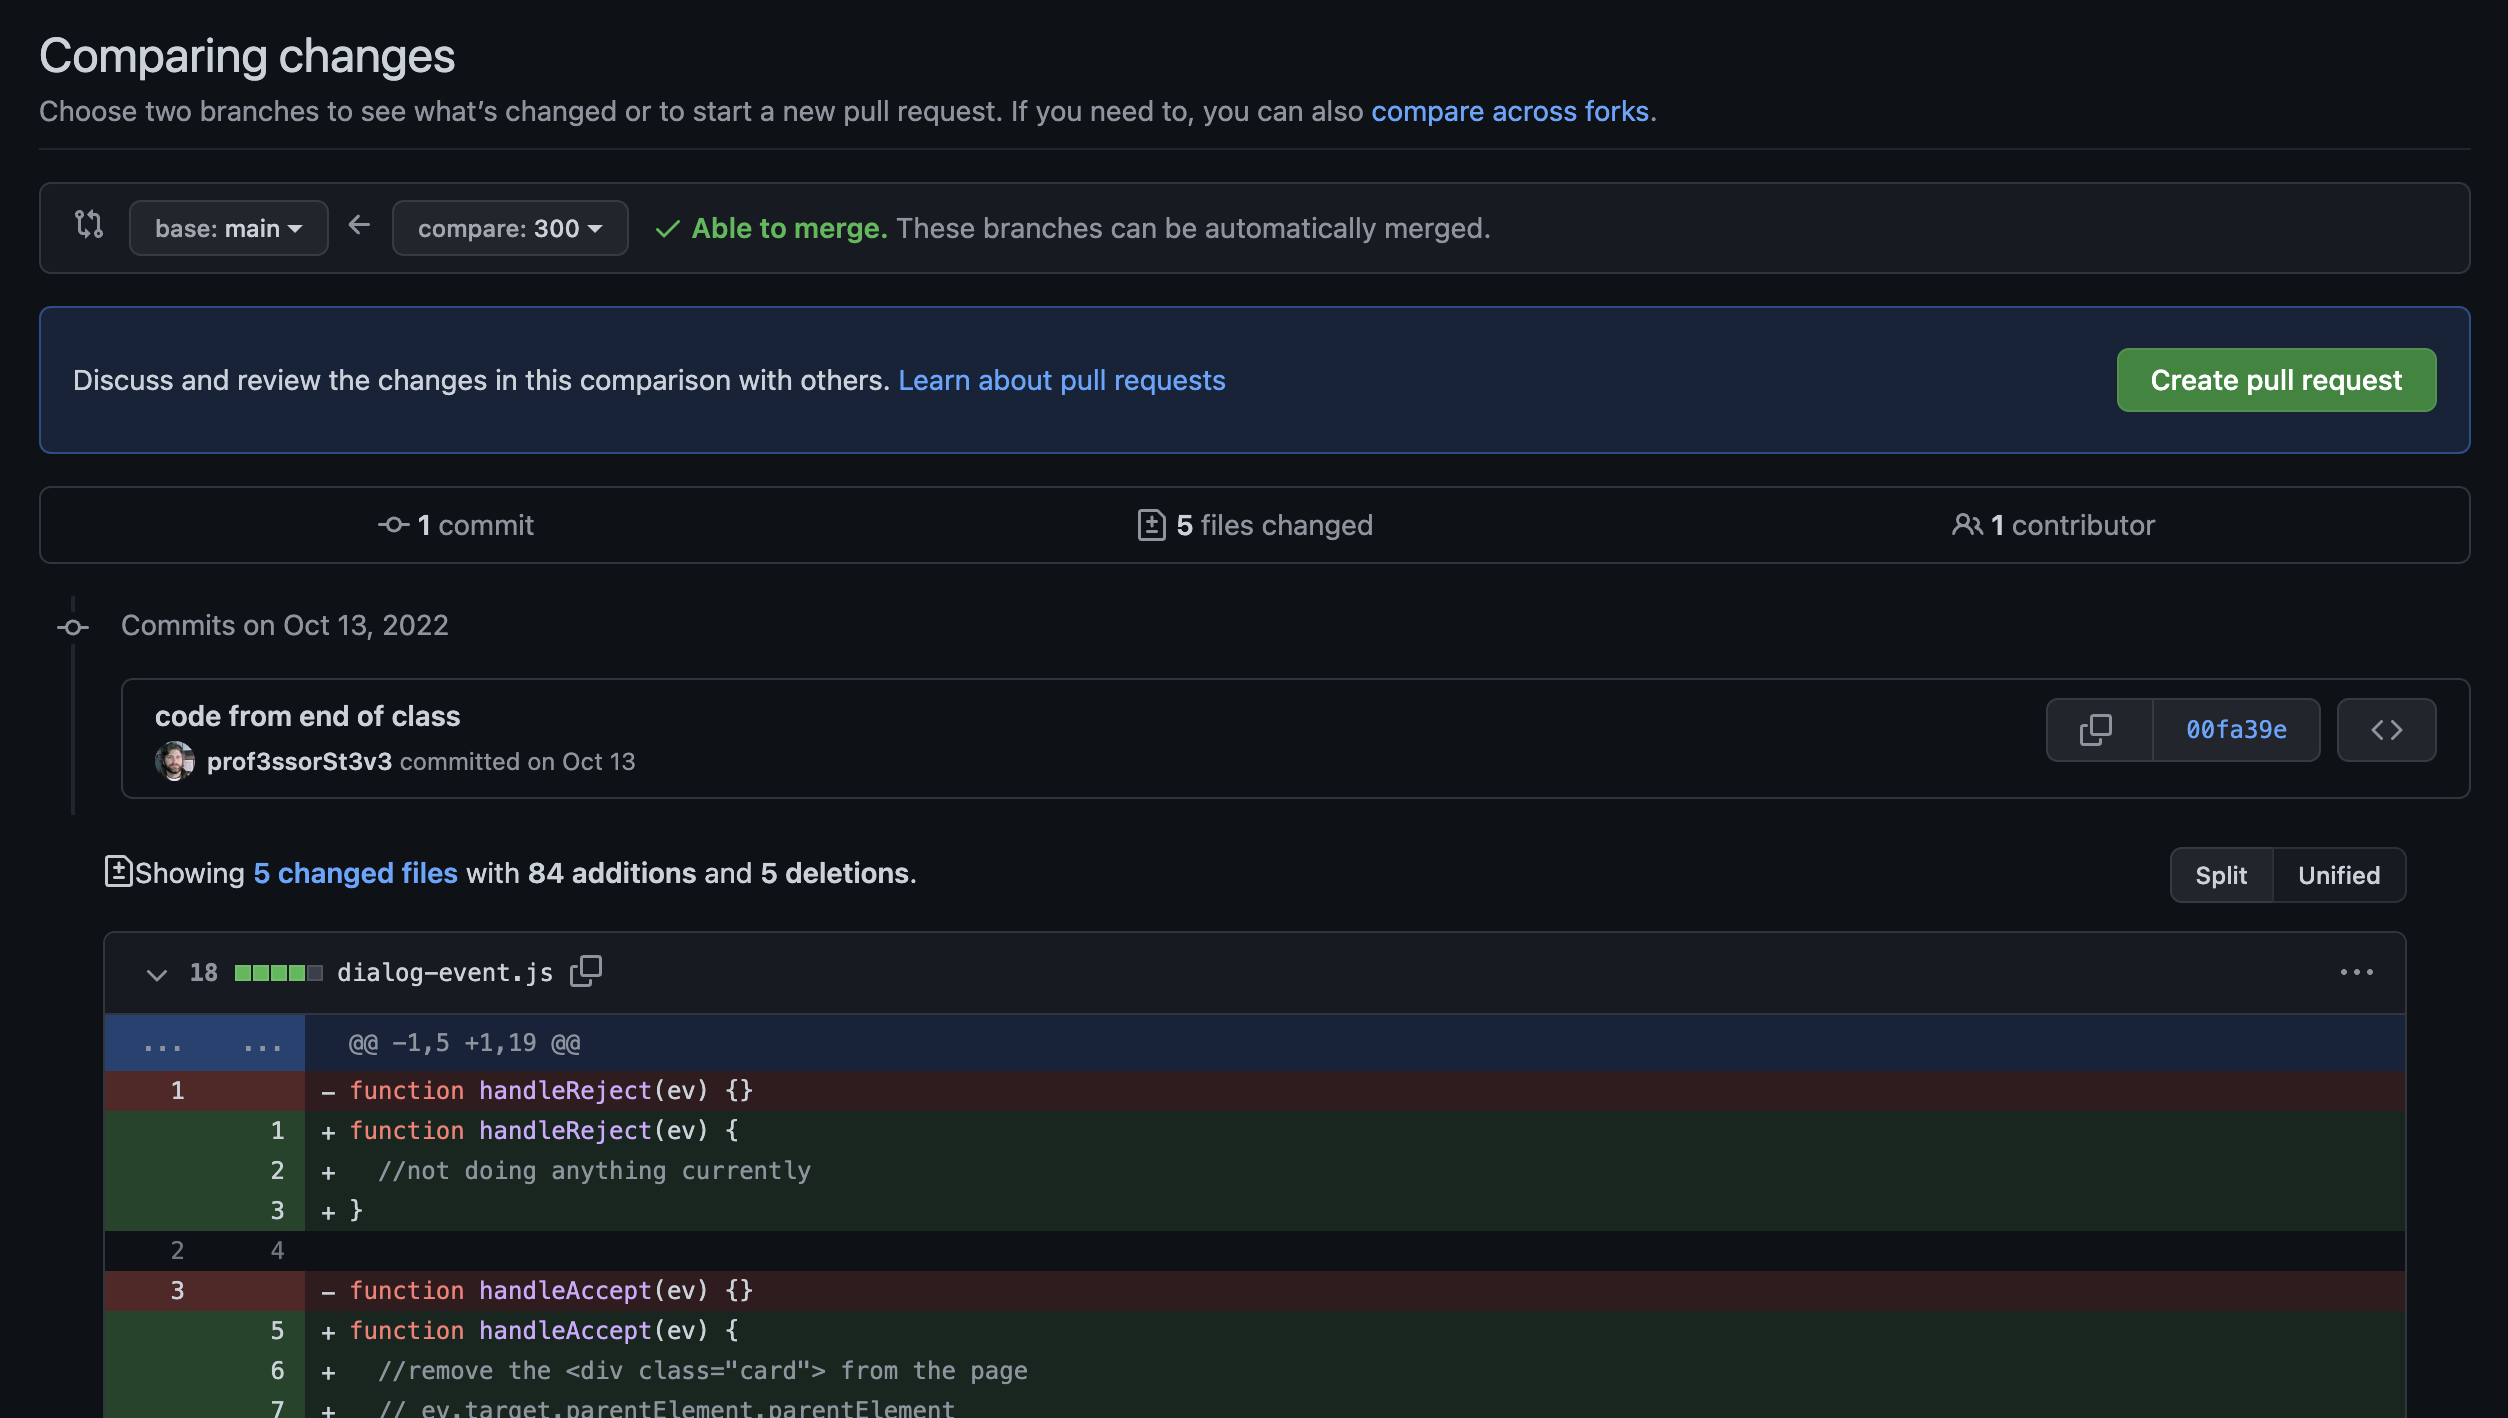 Comparing changes
Choose two branches to see what’s changed or to start a new pull request. If you need to, you can also compare across forks.
base: main compare: 300 Able to merge. These branches can be automatically merged.
Discuss and review the changes in this comparison with others. Learn about pull requests Create pull request
1 commit 5 files changed 1 contributor
Commits on Oct 13, 2022
code from end of class
prof3ssorSt3v3 committed on Oct 13
00fa39e <>
Showing 5 changed files with 84 additions and 5 deletions.
Split Unified
18 dialog-event.js ...
... ... @@ -1,5 +1,19 @@
1 - function handleReject(ev) {}
1 + function handleReject(ev) {
2 + //not doing anything currently
3 + }
2 4
3 - function handleAccept(ev) {}
5 + function handleAccept(ev) {
6 + //remove the <div class="card"> from the page
7 + // ev.target.parentElement.parentElement